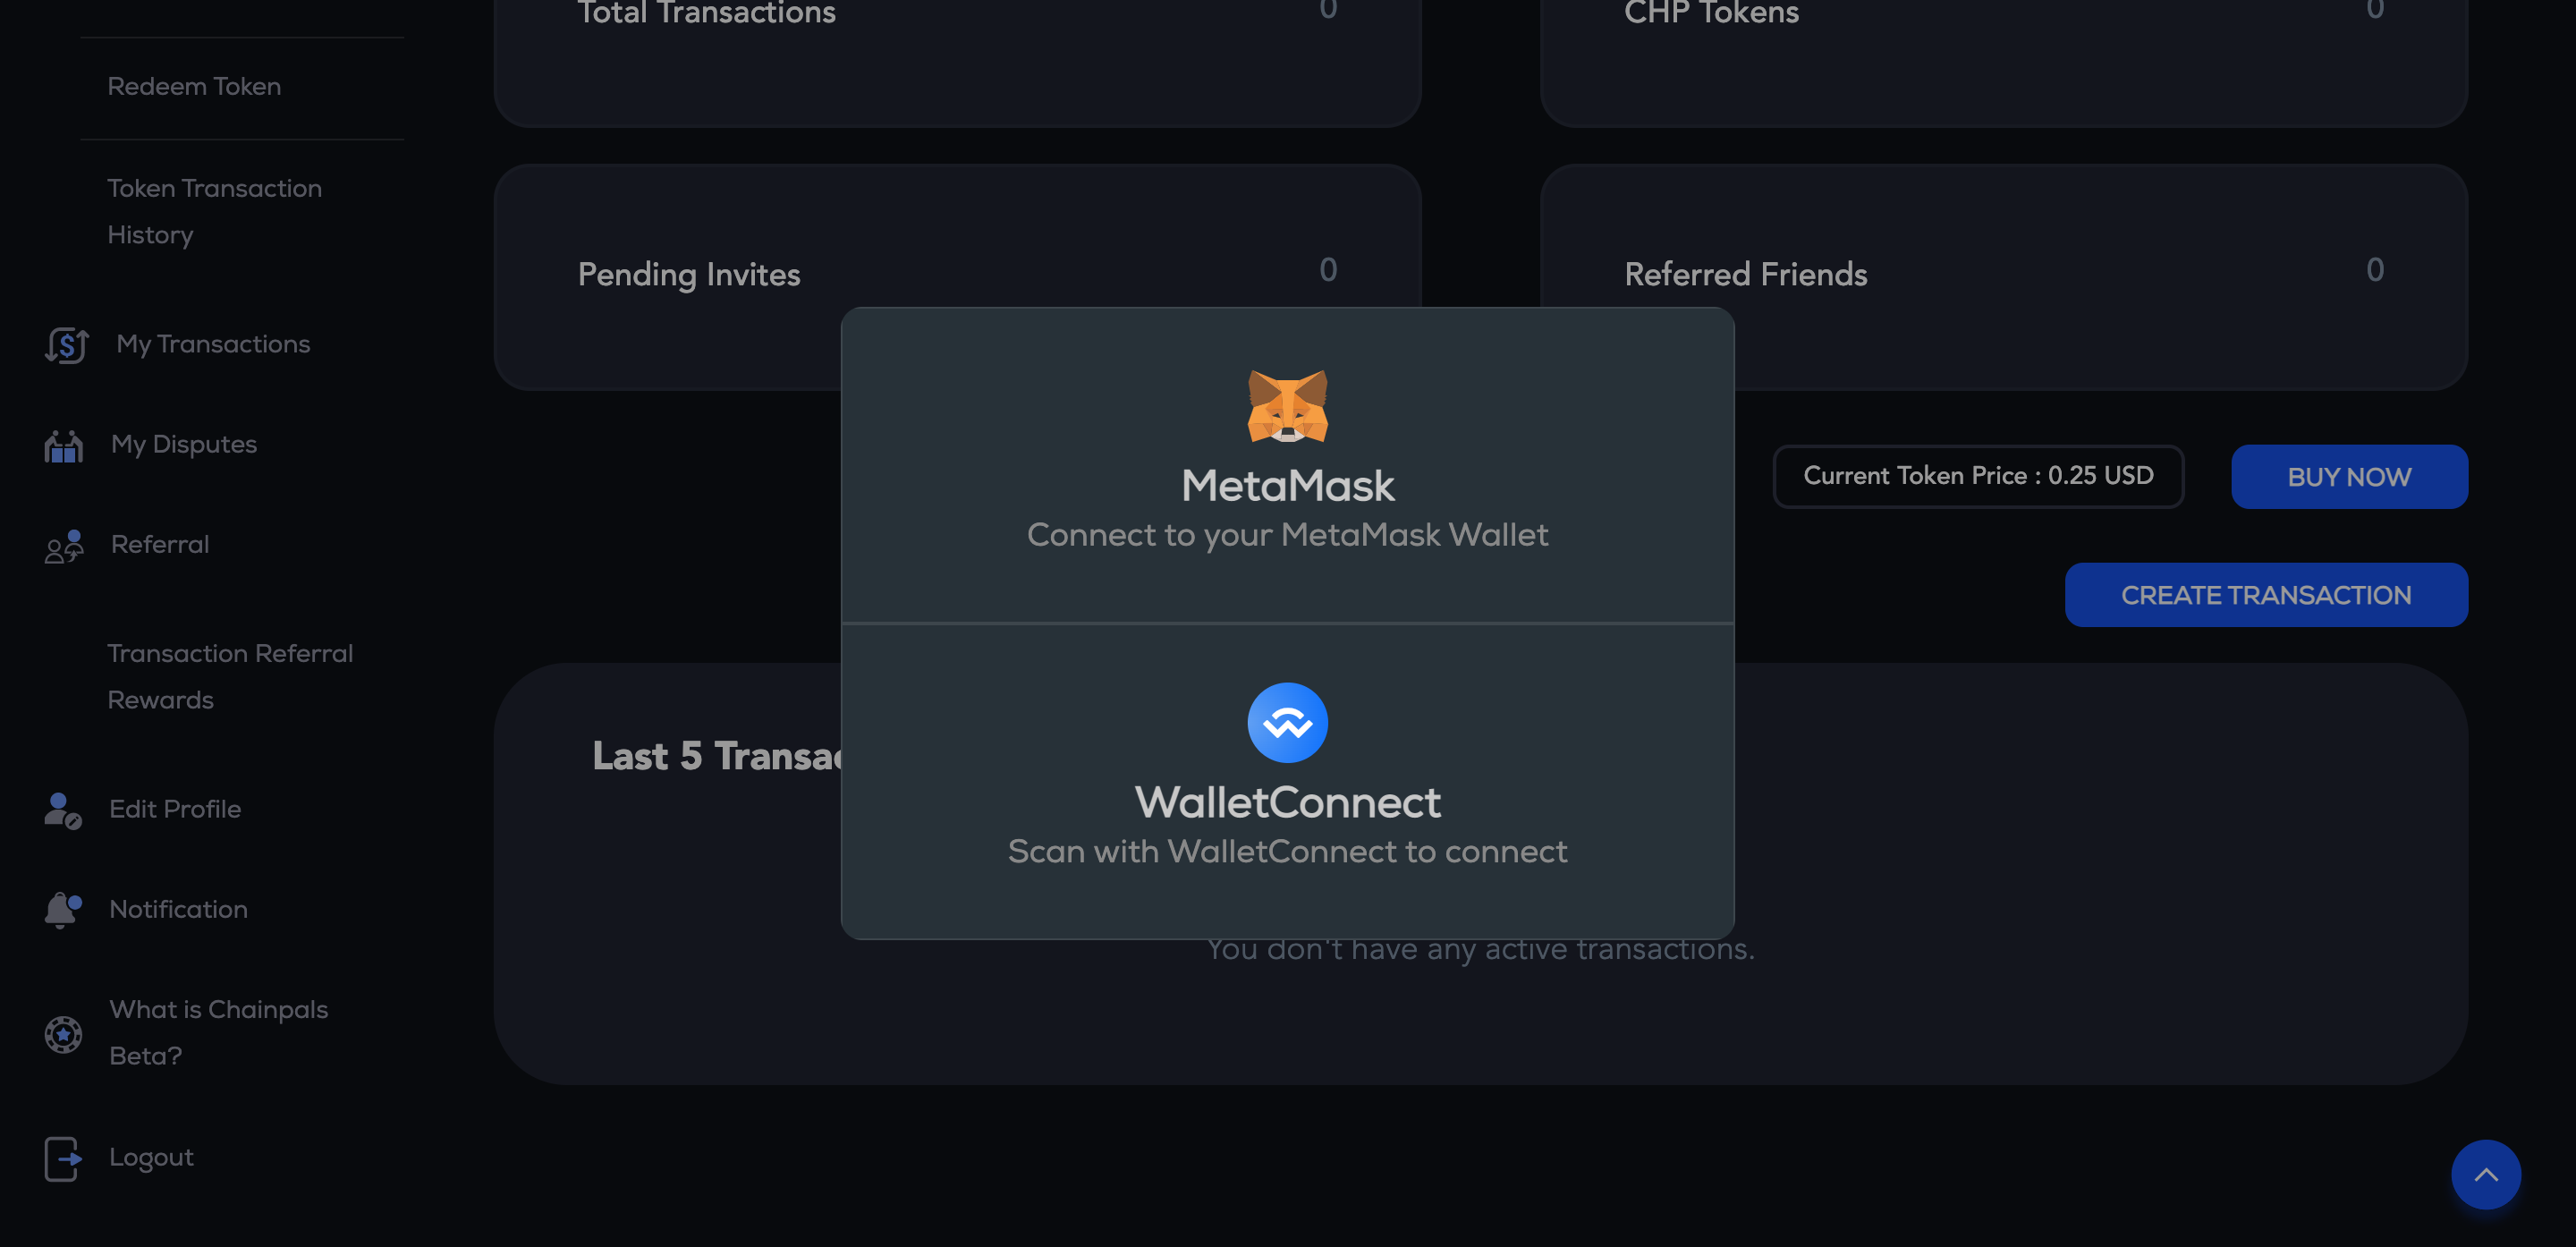 Redeem Token
Token Transaction
History
My Transactions
My Disputes
Referral
Transaction Referral
Rewards
Edit Profile
Notification
What is Chainpals
Beta?
Logout
Total Transactions
0
CHP Tokens
0
Pending Invites
0
Referred Friends
0
Current Token Price : 0.25 USD
BUY NOW
CREATE TRANSACTION
MetaMask
Connect to your MetaMask Wallet
WalletConnect
Scan with WalletConnect to connect
Last 5 Transac
You don't have any active transactions.